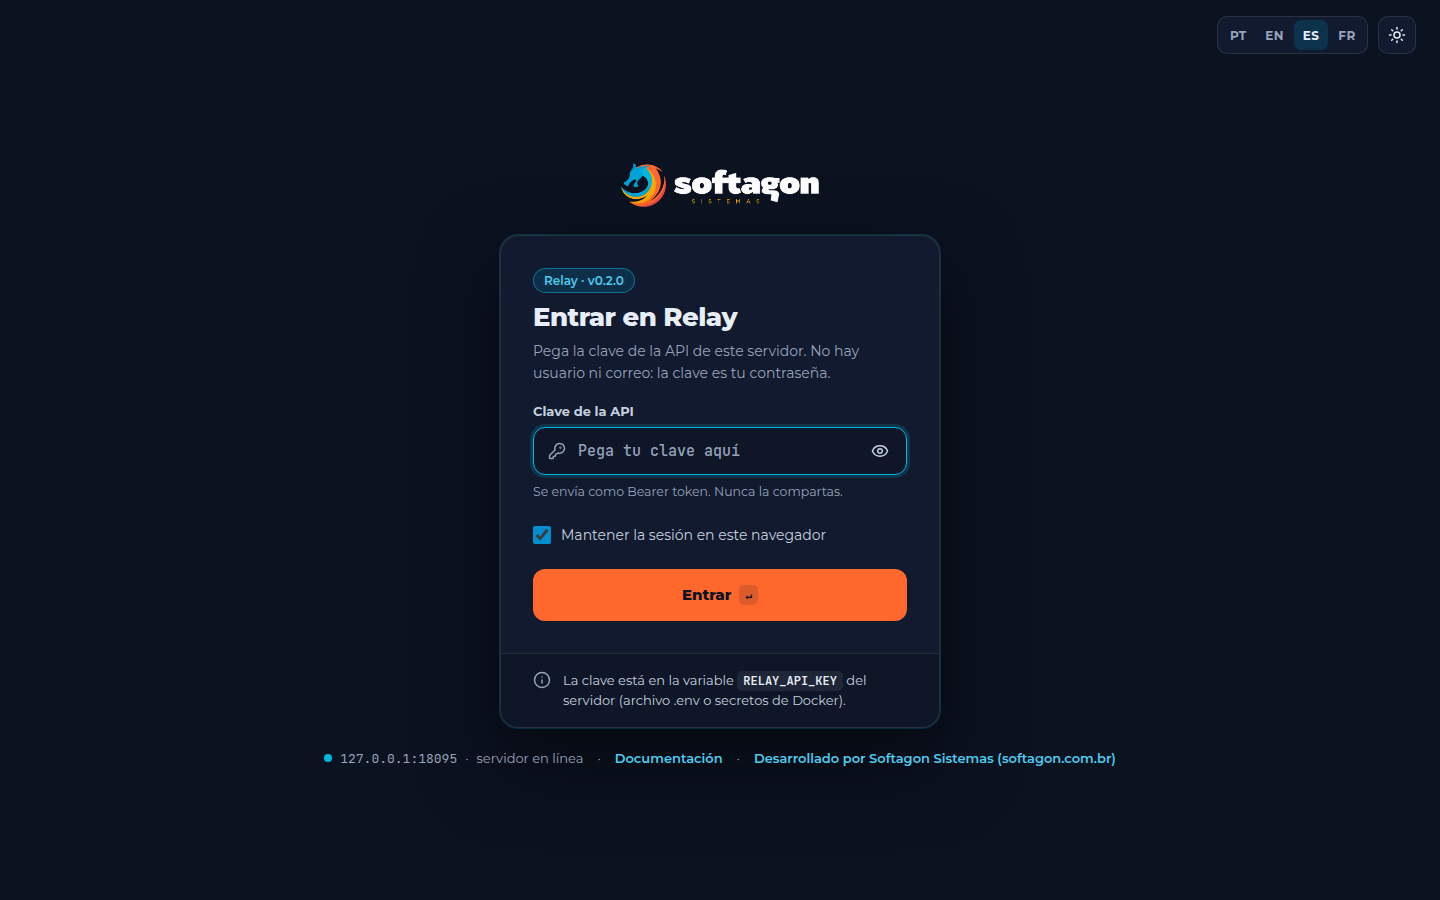 PT EN ES FR
softagon
SISTEMAS
Relay · v0.2.0
Entrar en Relay
Pega la clave de la API de este servidor. No hay
usuario ni correo: la clave es tu contraseña.
Clave de la API
Pega tu clave aquí
Se envía como Bearer token. Nunca la compartas.
Mantener la sesión en este navegador
Entrar ↵
La clave está en la variable RELAY_API_KEY del
servidor (archivo .env o secretos de Docker).
127.0.0.1:18095 · servidor en línea · Documentación · Desarrollado por Softagon Sistemas (softagon.com.br)